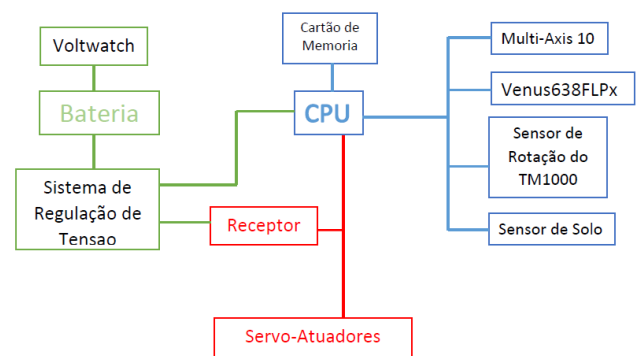 Voltwatch
Bateria
Sistema de
Regulação de
Tensao
Cartão de
Memoria
CPU
Receptor
Servo-Atuadores
Multi-Axis 10
Venus638FLPx
Sensor de
Rotação do
TM1000
Sensor de Solo